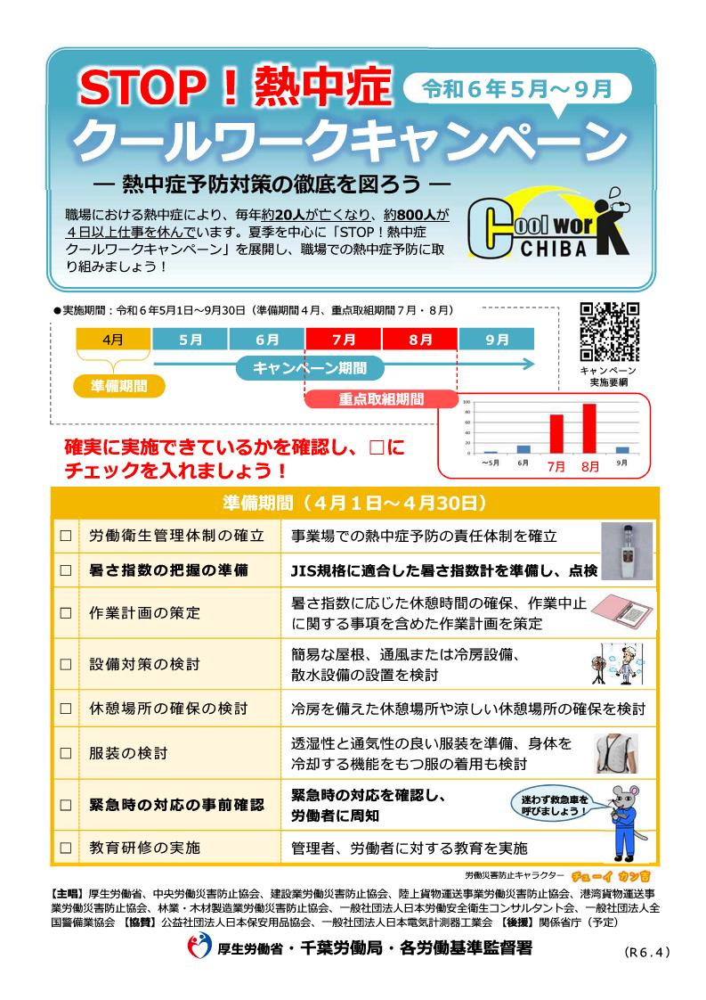 STOP！熱中症
令和６年５月～９月
クールワークキャンペーン
― 熱中症予防対策の徹底を図ろう ―
職場における熱中症により、毎年約20人が亡くなり、約800人が
４日以上仕事を休んでいます。夏季を中心に「STOP！熱中症
クールワークキャンペーン」を展開し、職場での熱中症予防に取
り組みましょう！
Cool worK
CHIBA
●実施期間：令和６年5月1日～9月30日（準備期間４月、重点取組期間７月・８月）
4月 ５月 ６月 ７月 ８月 ９月
キャンペーン期間
準備期間
重点取組期間
キャンペーン
実施要綱
100
80
60
40
20
0
～5月 6月 7月 8月 9月
確実に実施できているかを確認し、□に
チェックを入れましょう！
準備期間（４月１日～４月30日）
□ 労働衛生管理体制の確立 事業場での熱中症予防の責任体制を確立
□ 暑さ指数の把握の準備 JIS規格に適合した暑さ指数計を準備し、点検
□ 作業計画の策定 暑さ指数に応じた休憩時間の確保、作業中止
に関する事項を含めた作業計画を策定
□ 設備対策の検討 簡易な屋根、通風または冷房設備、
散水設備の設置を検討
□ 休憩場所の確保の検討 冷房を備えた休憩場所や涼しい休憩場所の確保を検討
□ 服装の検討 透湿性と通気性の良い服装を準備、身体を
冷却する機能をもつ服の着用も検討
□ 緊急時の対応の事前確認 緊急時の対応を確認し、
労働者に周知
迷わず救急車を
呼びましょう！
□ 教育研修の実施 管理者、労働者に対する教育を実施
労働災害防止キャラクター チューイ カン吉
【主唱】厚生労働省、中央労働災害防止協会、建設業労働災害防止協会、陸上貨物運送事業労働災害防止協会、港湾貨物運送事
業労働災害防止協会、林業・木材製造業労働災害防止協会、一般社団法人日本労働安全衛生コンサルタント会、一般社団法人全
国警備業協会 【協賛】公益社団法人日本保安用品協会、一般社団法人日本電気計測器工業会 【後援】関係省庁（予定）
厚生労働省・千葉労働局・各労働基準監督署
（R６.４）